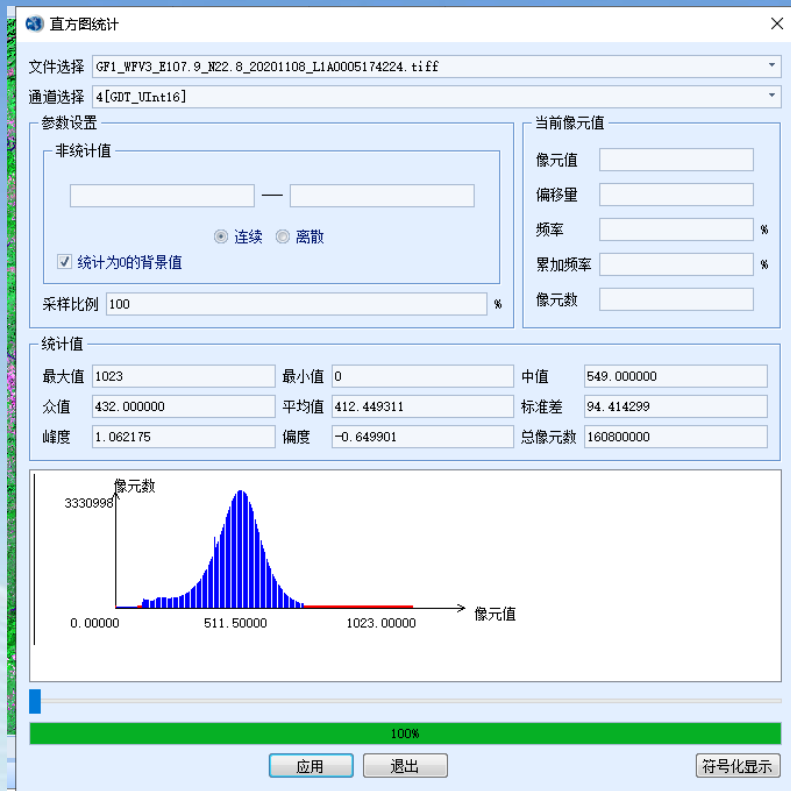 直方图统计
文件选择 GF1_WFV3_E107.9_N22.8_20201108_L1A0005174224.tiff
通道选择 4[GDT_UInt16]
参数设置
非统计值
—
连续 离散
统计为0的背景值
采样比例 100 %
当前像元值
像元值
偏移量
频率 %
累加频率 %
像元数
统计值
最大值 1023 最小值 0 中值 549.000000
众值 432.000000 平均值 412.449311 标准差 94.414299
峰度 1.062175 偏度 -0.649901 总像元数 160800000
像元数
3330998
像元值
0.00000 511.50000 1023.00000
100%
应用 退出 符号化显示